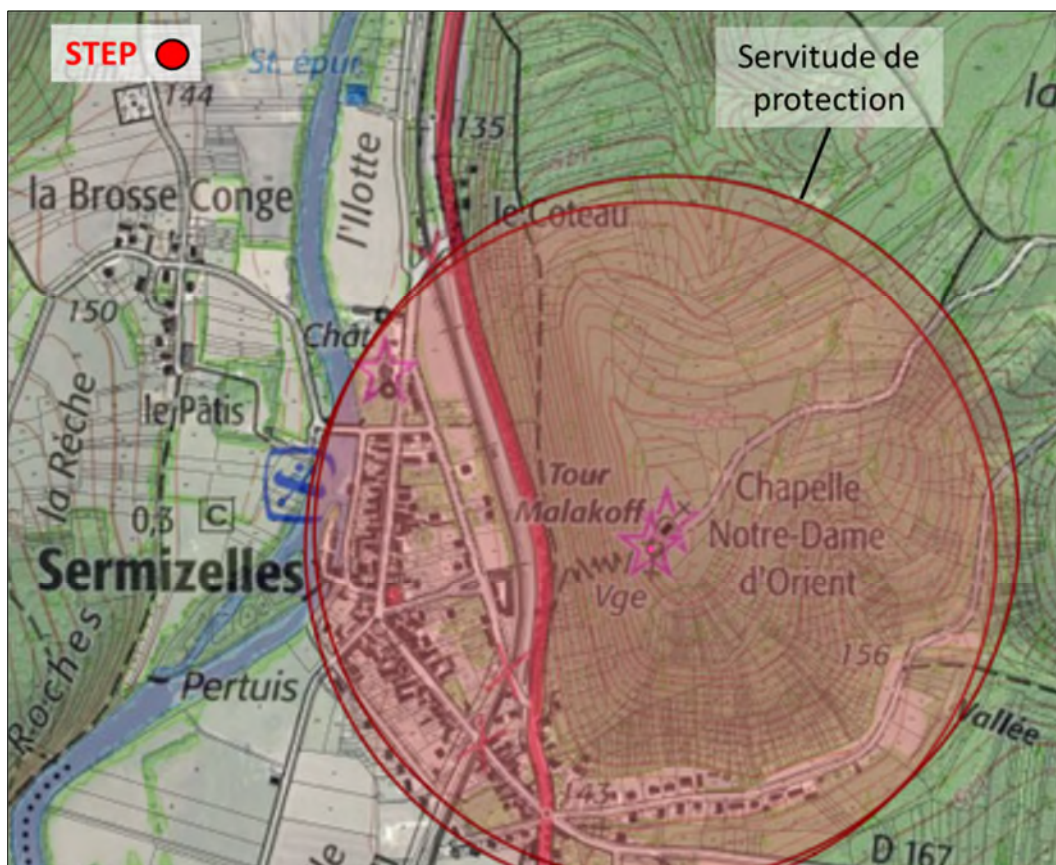 STEP
St. épur
Servitude de
protection
144
135
l'Ilotte
la Brosse Conge
le Coteau
150
Chât
la Rêche
le Pâtis
Tour
Malakoff
Chapelle
Notre-Dame
d'Orient
0,3 C
Sermizelles
Vge
156
Roches
Pertuis
Vallée
143
D 167